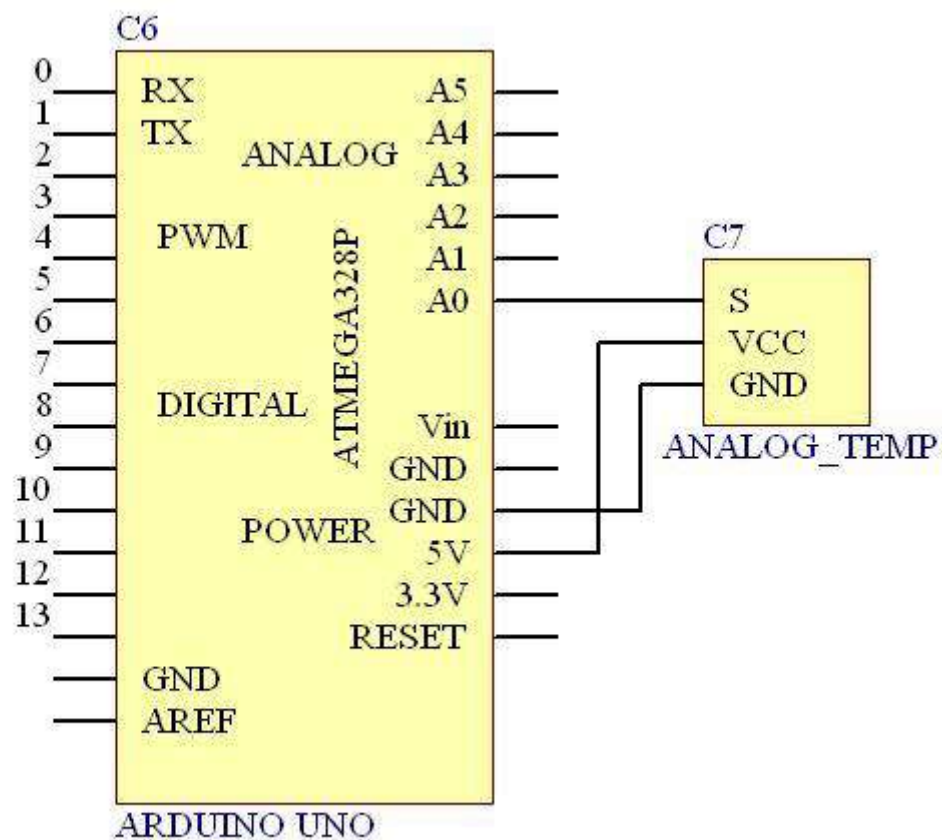 C6
0
1
2
3
4
5
6
7
8
9
10
11
12
13
RX
TX
ANALOG
PWM
ATMEGA328P
DIGITAL
POWER
GND
AREF
A5
A4
A3
A2
A1
A0
Vin
GND
GND
5V
3.3V
RESET
ARDUINO UNO
C7
S
VCC
GND
ANALOG_TEMP